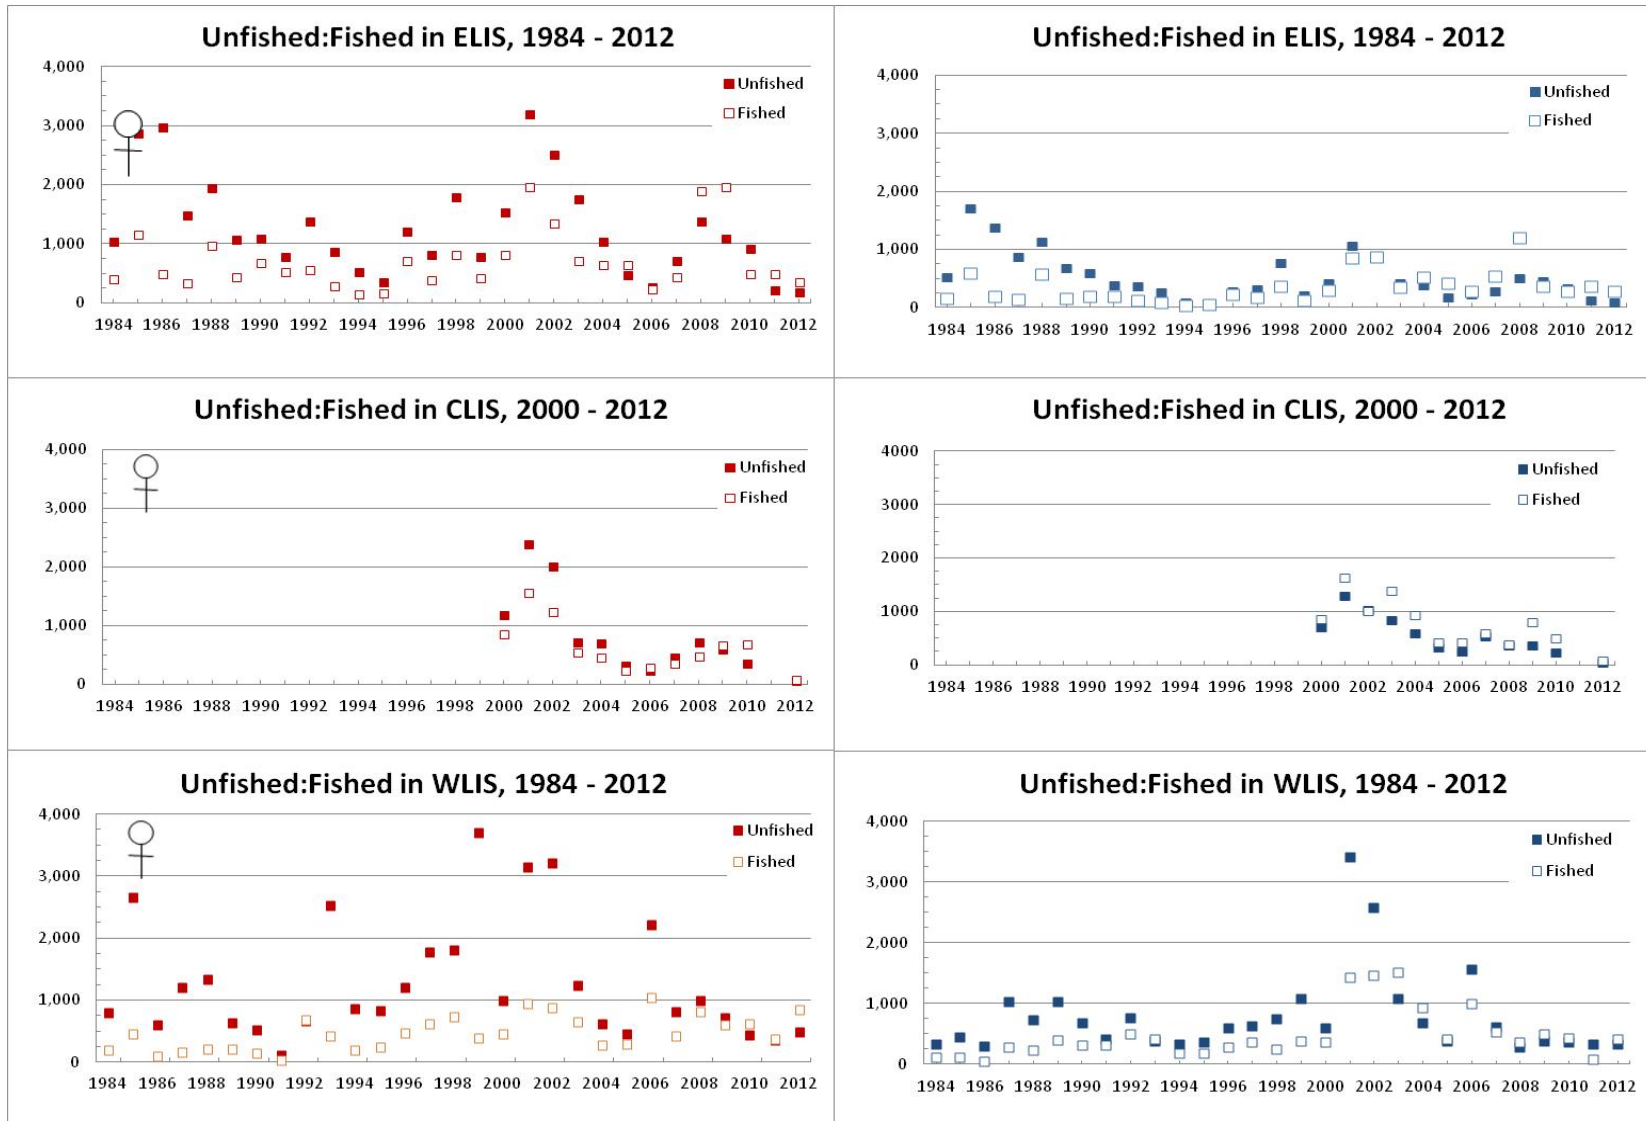 Unfished:Fished in ELIS, 1984 - 2012
4,000
3,000
2,000
1,000
0
Unfished
Fished
1984 1986 1988 1990 1992 1994 1996 1998 2000 2002 2004 2006 2008 2010 2012
Unfished:Fished in ELIS, 1984 - 2012
4,000
3,000
2,000
1,000
0
Unfished
Fished
1984 1986 1988 1990 1992 1994 1996 1998 2000 2002 2004 2006 2008 2010 2012
Unfished:Fished in CLIS, 2000 - 2012
4,000
3,000
2,000
1,000
0
Unfished
Fished
1984 1986 1988 1990 1992 1994 1996 1998 2000 2002 2004 2006 2008 2010 2012
Unfished:Fished in CLIS, 2000 - 2012
4000
3000
2000
1000
0
Unfished
Fished
1984 1986 1988 1990 1992 1994 1996 1998 2000 2002 2004 2006 2008 2010 2012
Unfished:Fished in WLIS, 1984 - 2012
4,000
3,000
2,000
1,000
0
Unfished
Fished
1984 1986 1988 1990 1992 1994 1996 1998 2000 2002 2004 2006 2008 2010 2012
Unfished:Fished in WLIS, 1984 - 2012
4,000
3,000
2,000
1,000
0
Unfished
Fished
1984 1986 1988 1990 1992 1994 1996 1998 2000 2002 2004 2006 2008 2010 2012